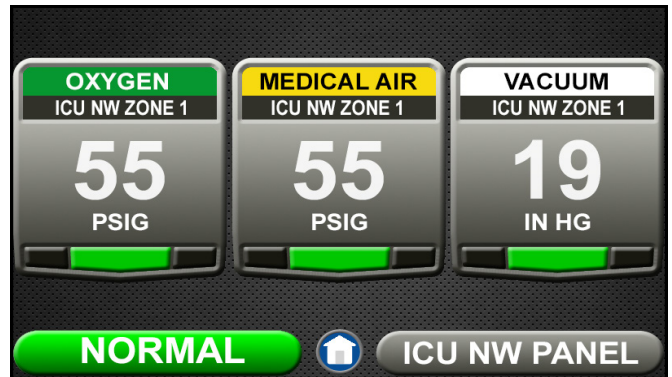 OXYGEN
ICU NW ZONE 1
55
PSIG
MEDICAL AIR
ICU NW ZONE 1
55
PSIG
VACUUM
ICU NW ZONE 1
19
IN HG
NORMAL
ICU NW PANEL